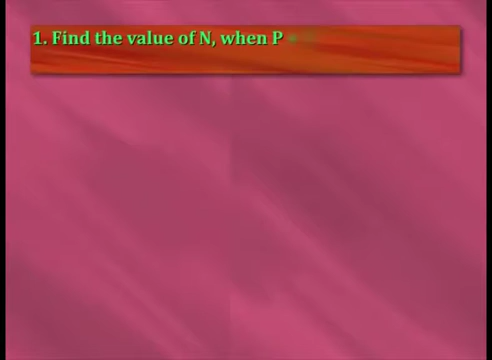 1. Find the value of N, when P